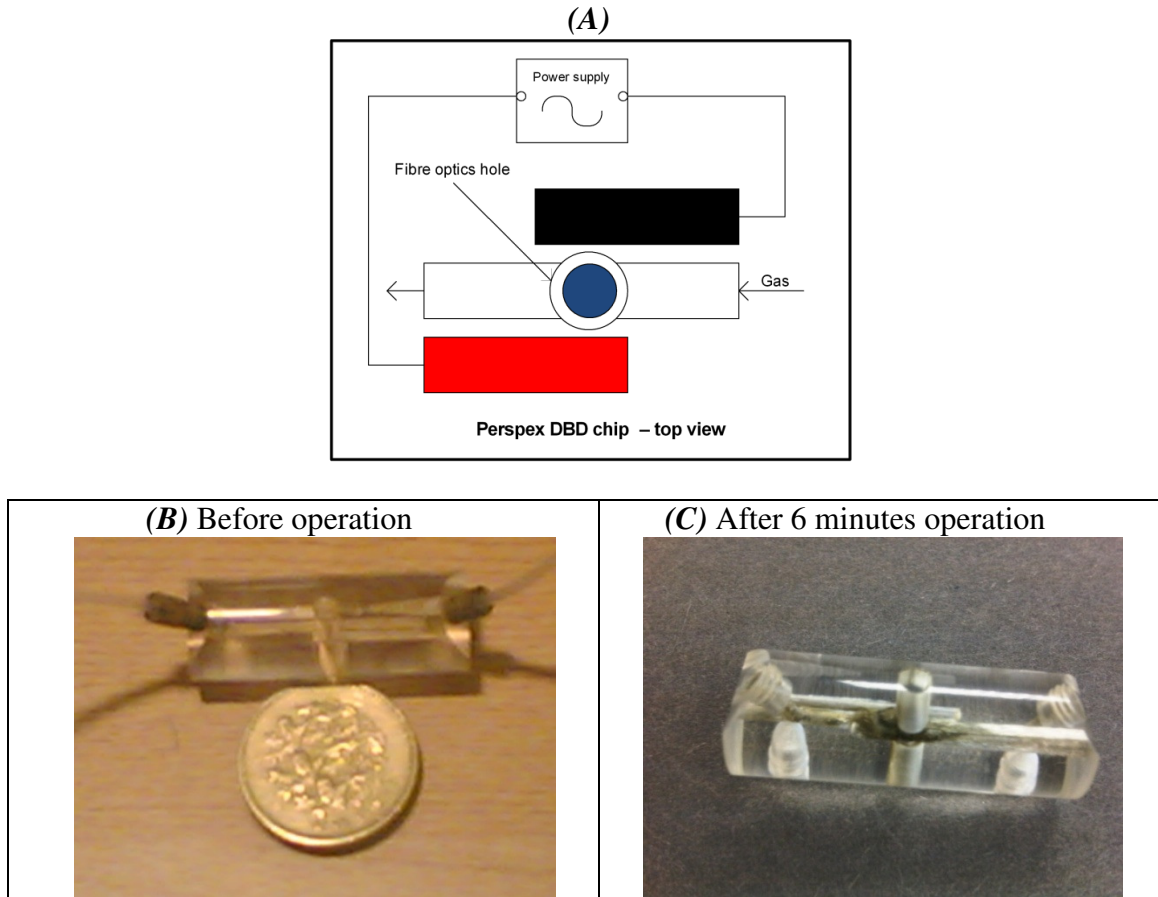 (A)
Power supply
Fibre optics hole
Gas
Perspex DBD chip – top view
(B) Before operation
(C) After 6 minutes operation